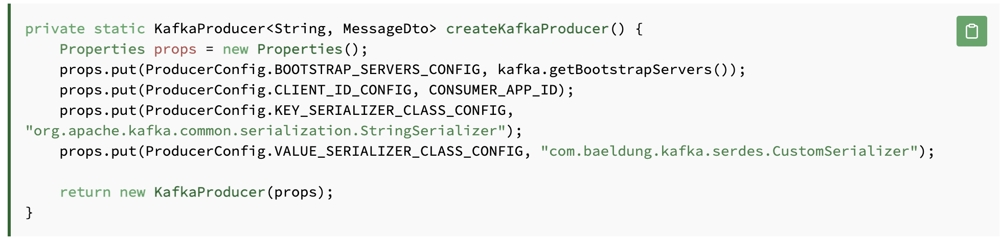 private static KafkaProducer<String, MessageDto> createKafkaProducer() {
    Properties props = new Properties();
    props.put(ProducerConfig.BOOTSTRAP_SERVERS_CONFIG, kafka.getBootstrapServers());
    props.put(ProducerConfig.CLIENT_ID_CONFIG, CONSUMER_APP_ID);
    props.put(ProducerConfig.KEY_SERIALIZER_CLASS_CONFIG,
"org.apache.kafka.common.serialization.StringSerializer");
    props.put(ProducerConfig.VALUE_SERIALIZER_CLASS_CONFIG, "com.baeldung.kafka.serdes.CustomSerializer");

    return new KafkaProducer(props);
}